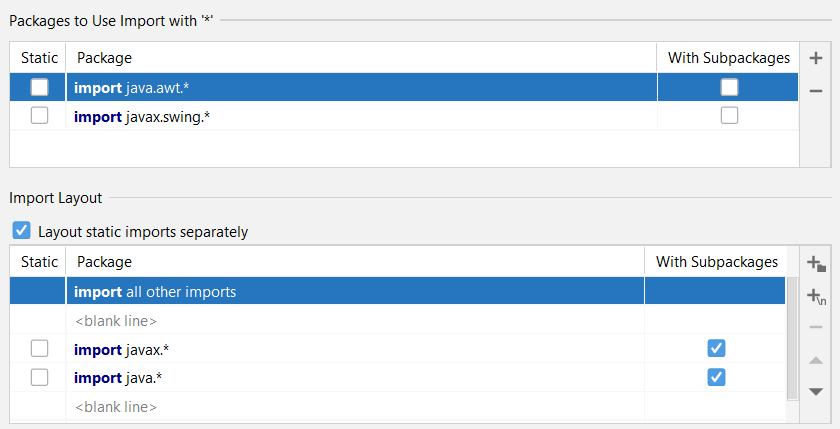 Packages to Use Import with '*'
Static Package With Subpackages
import java.awt.*
import javax.swing.*
Import Layout
Layout static imports separately
Static Package With Subpackages
import all other imports
<blank line>
import javax.*
import java.*
<blank line>
\n